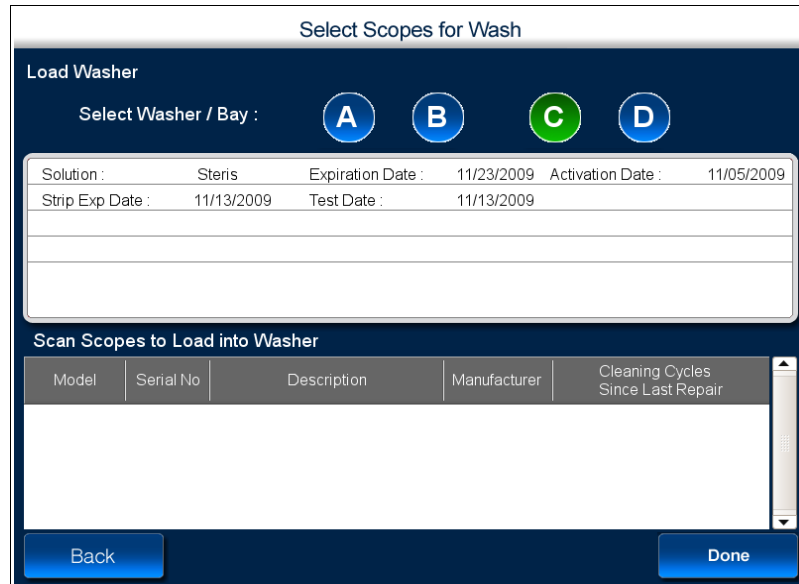 Select Scopes for Wash
Load Washer
Select Washer / Bay : A B C D
Solution : Steris Expiration Date : 11/23/2009 Activation Date : 11/05/2009
Strip Exp Date : 11/13/2009 Test Date : 11/13/2009
Scan Scopes to Load into Washer
Model Serial No Description Manufacturer Cleaning Cycles
Since Last Repair
Back Done